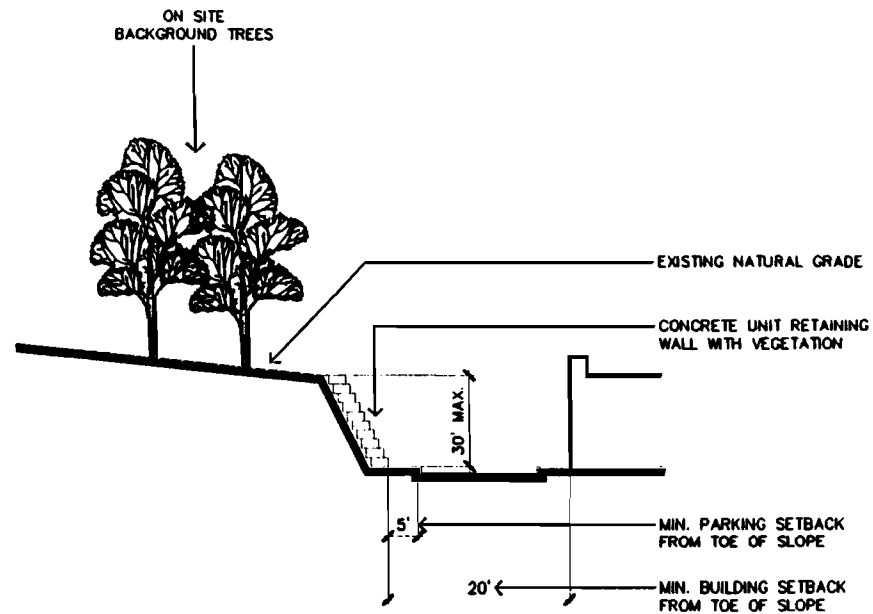 ON SITE
BACKGROUND TREES
EXISTING NATURAL GRADE
CONCRETE UNIT RETAINING
WALL WITH VEGETATION
30' MAX.
5'
MIN. PARKING SETBACK
FROM TOE OF SLOPE
20'
MIN. BUILDING SETBACK
FROM TOE OF SLOPE